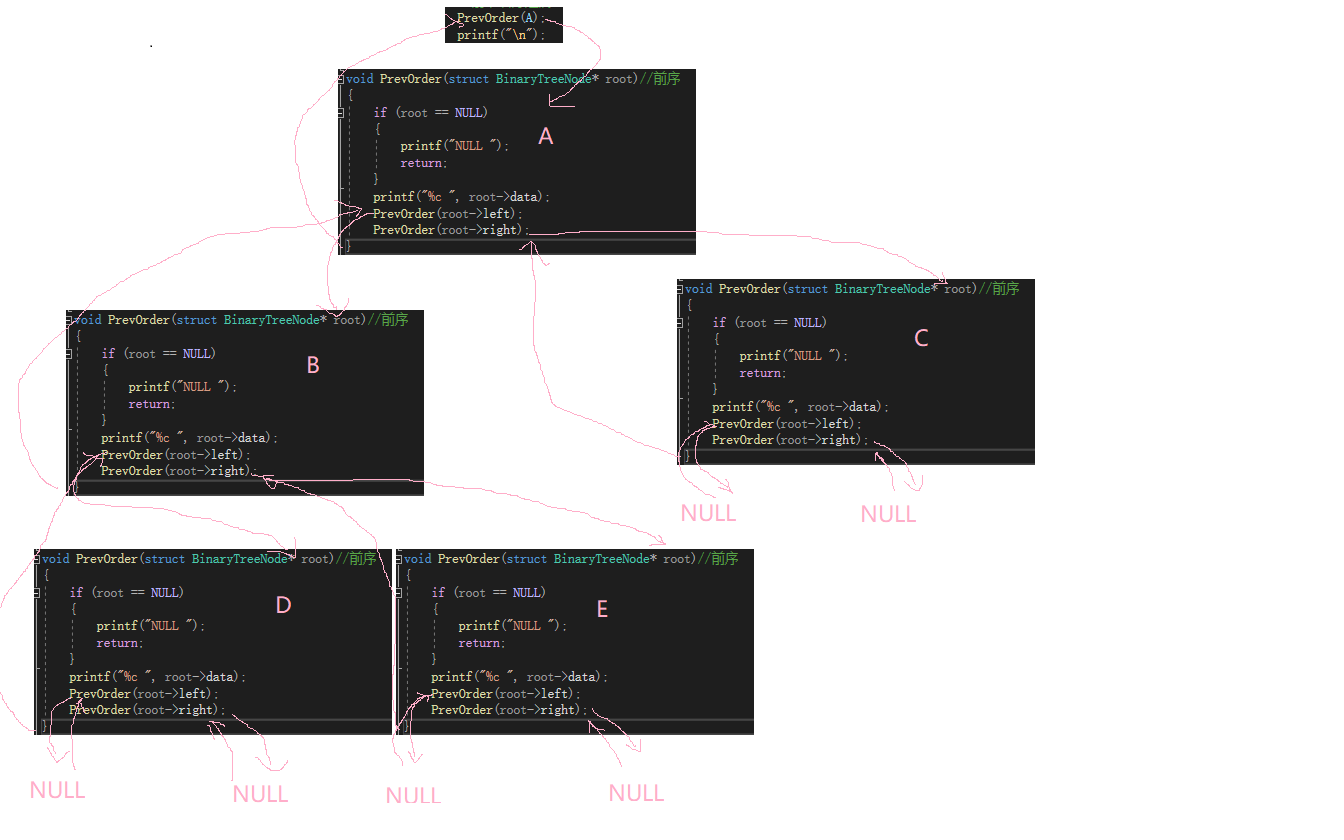 PrevOrder(A);
printf("\n");
void PrevOrder(struct BinaryTreeNode* root)//前序
{
if (root == NULL)
{
printf("NULL ");
return;
}
printf("%c ", root->data);
PrevOrder(root->left);
PrevOrder(root->right);
}
A
void PrevOrder(struct BinaryTreeNode* root)//前序
{
if (root == NULL)
{
printf("NULL ");
return;
}
printf("%c ", root->data);
PrevOrder(root->left);
PrevOrder(root->right);
}
B
void PrevOrder(struct BinaryTreeNode* root)//前序
{
if (root == NULL)
{
printf("NULL ");
return;
}
printf("%c ", root->data);
PrevOrder(root->left);
PrevOrder(root->right);
}
C
NULL
NULL
void PrevOrder(struct BinaryTreeNode* root)//前序
{
if (root == NULL)
{
printf("NULL ");
return;
}
printf("%c ", root->data);
PrevOrder(root->left);
PrevOrder(root->right);
}
D
NULL
NULL
void PrevOrder(struct BinaryTreeNode* root)//前序
{
if (root == NULL)
{
printf("NULL ");
return;
}
printf("%c ", root->data);
PrevOrder(root->left);
PrevOrder(root->right);
}
E
NULL
NULL